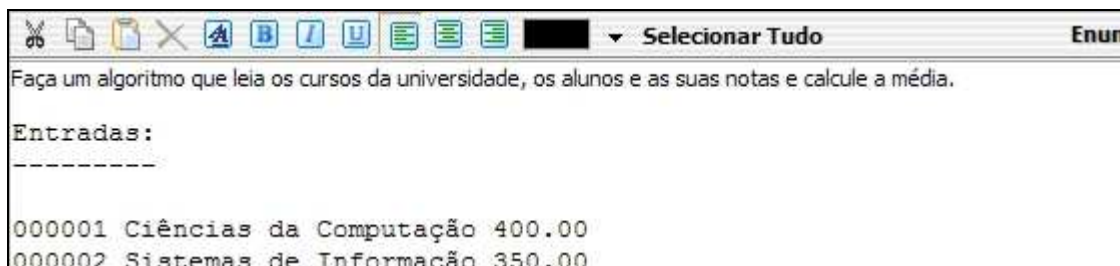 Selecionar Tudo
Faça um algoritmo que leia os cursos da universidade, os alunos e as suas notas e calcule a média.
Entradas:
---------
000001 Ciências da Computação 400.00
000002 Sistemas de Informação 350.00